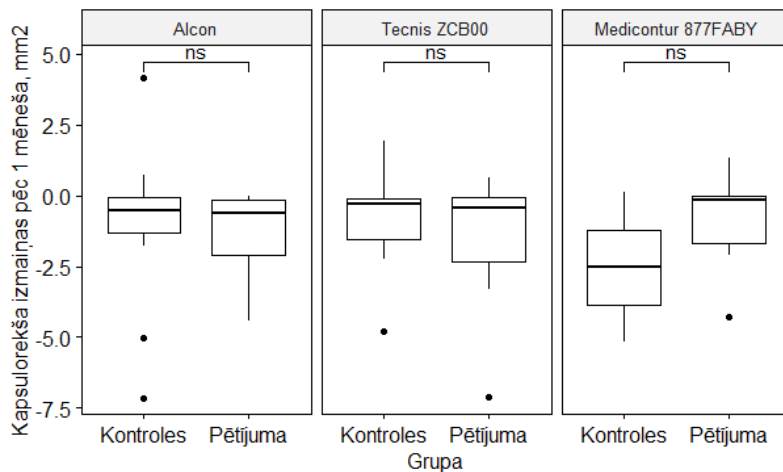 Alcon
Tecnis ZCB00
Medicontur 877FABY
ns
ns
ns
Kapsulorekša izmaiņas pēc 1 mēneša, mm2
5.0
2.5
0.0
-2.5
-5.0
-7.5
Kontroles Pētījuma
Kontroles Pētījuma
Kontroles Pētījuma
Grupa